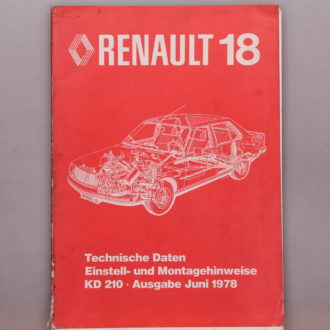 RENAULT 18
Technische Daten
Einstell- und Montagehinweise
KD 210 · Ausgabe Juni 1978